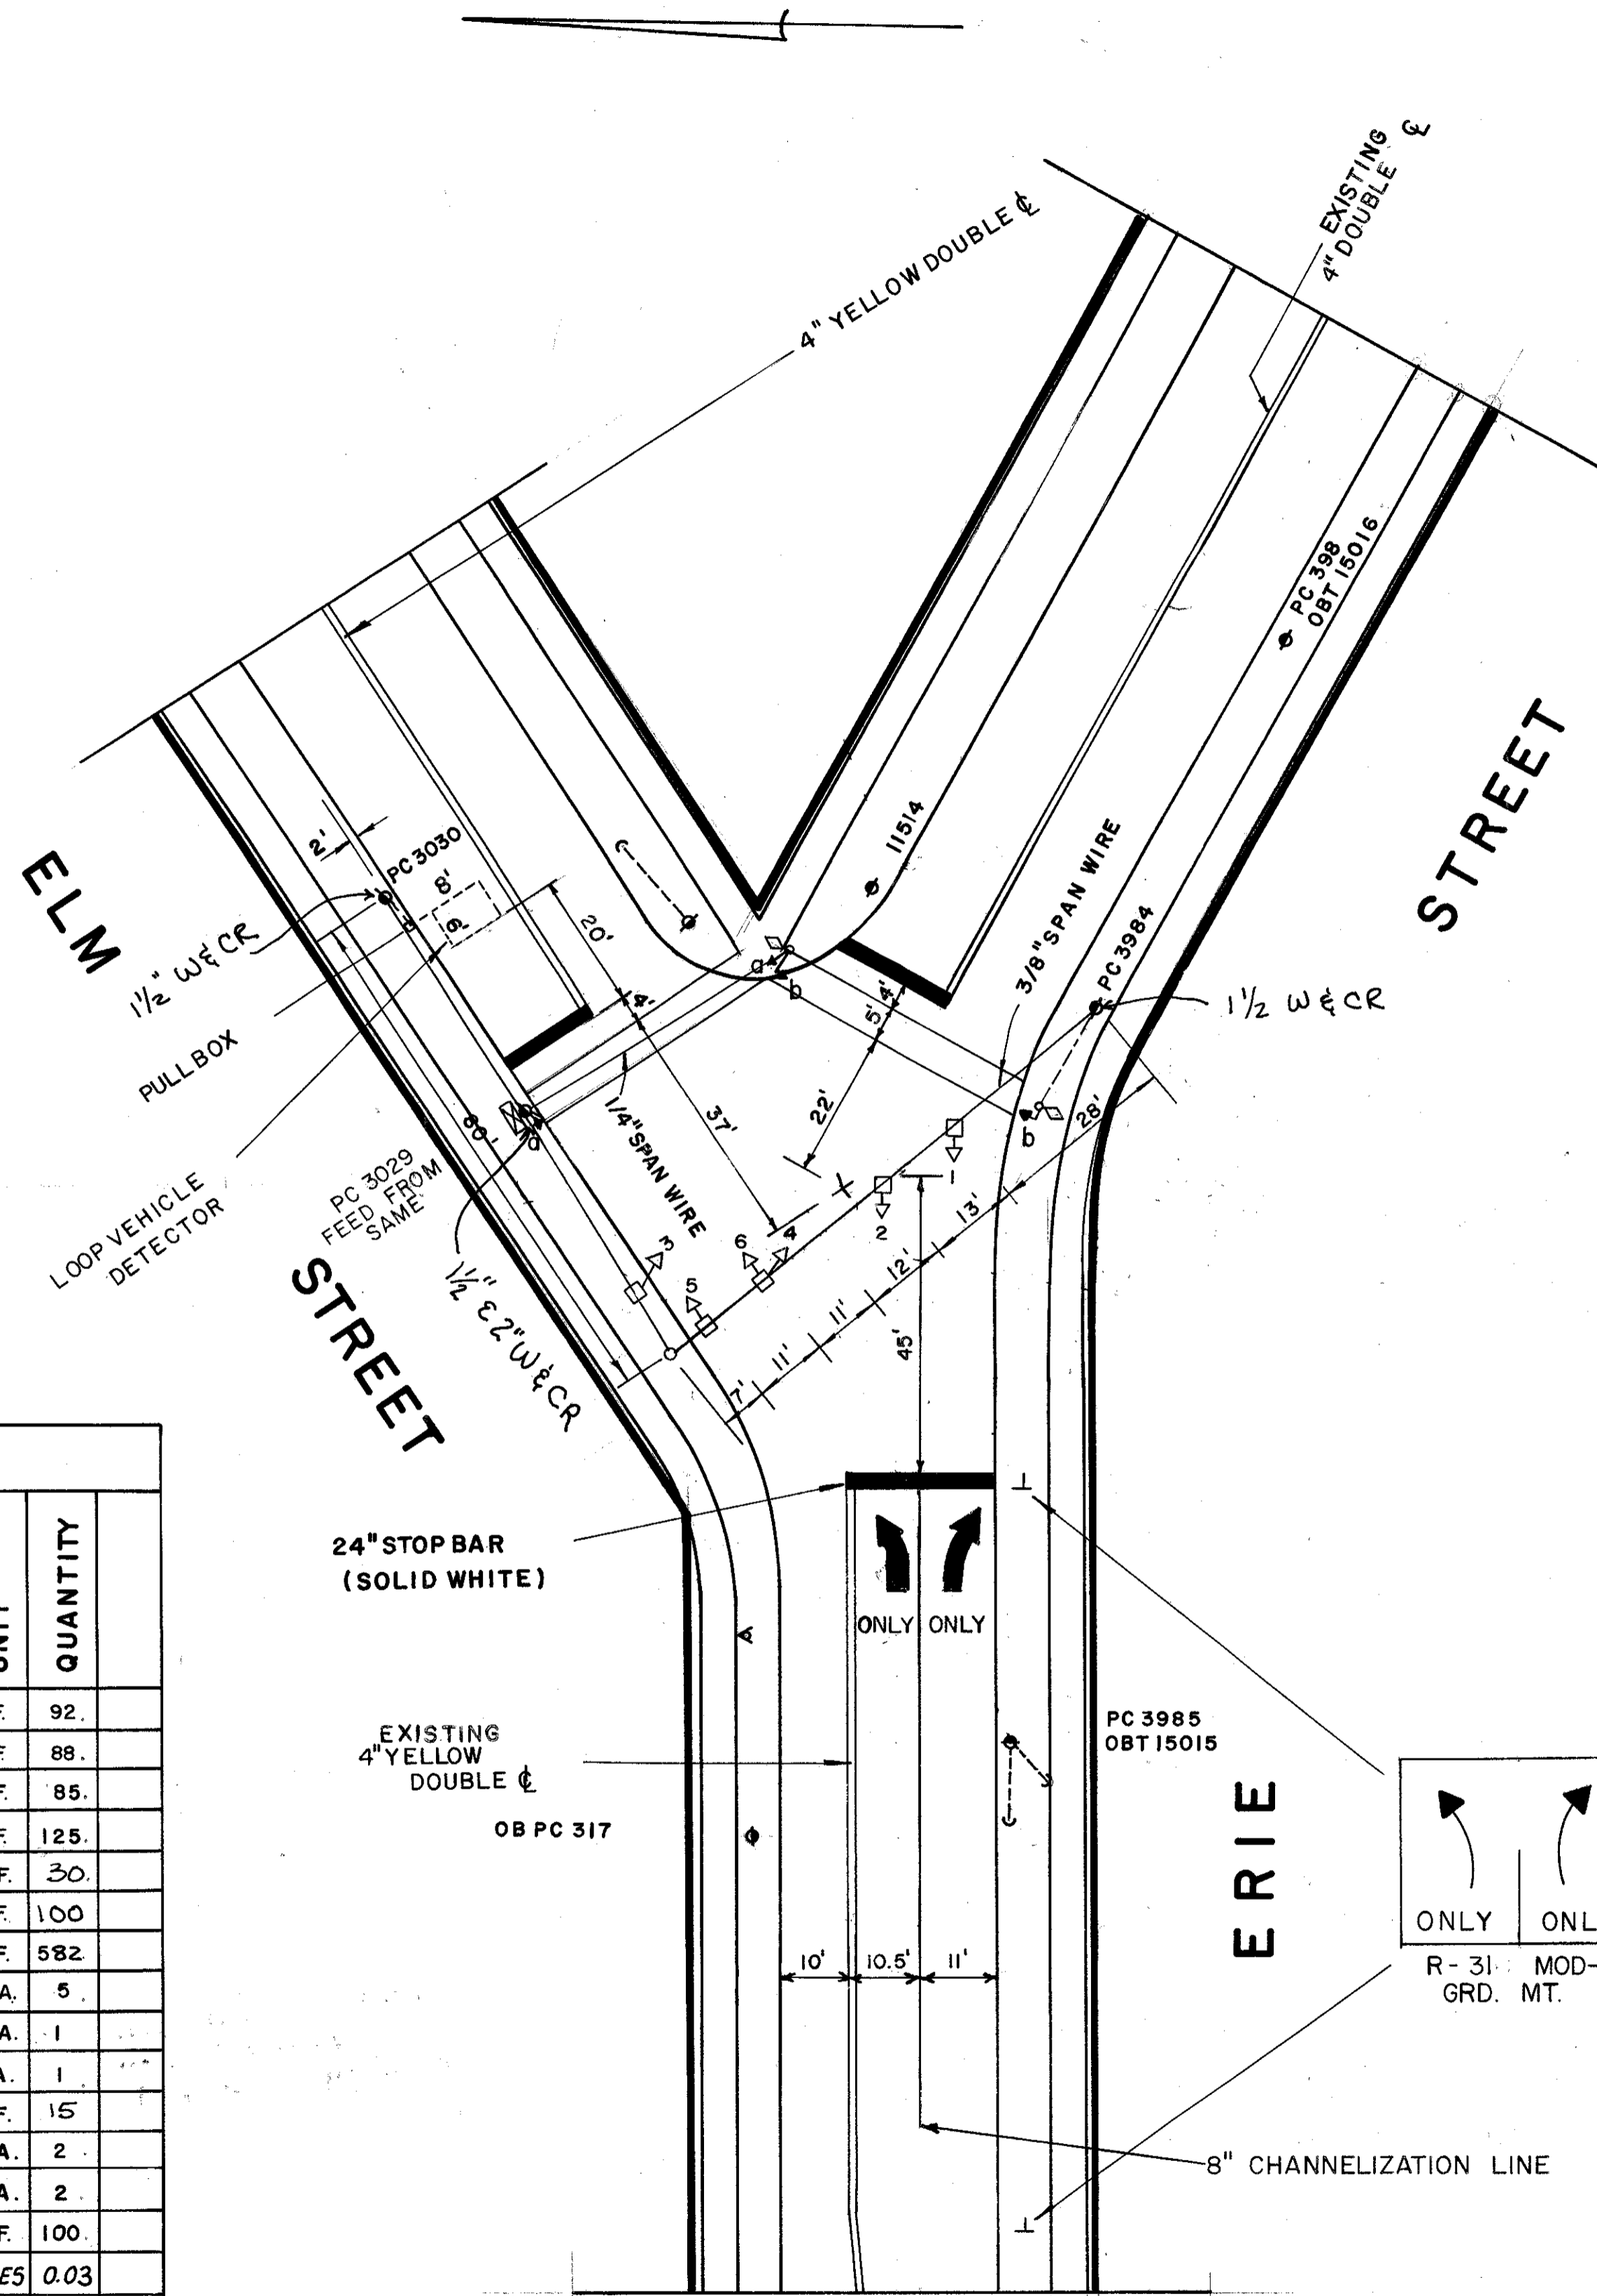 EXISTING
4" DOUBLE ℄
4" YELLOW DOUBLE ℄
PC 398
OBT 15016
11514
STREET
2'
PC 3030
8'
6'
ELM
1½" W & CR
20'
3/8" SPAN WIRE
PC 3984
a
b
4'
4'
5'
1½ W & CR
PULLBOX
80'
a
1/4" SPAN WIRE
37'
22'
b
28'
PC 3029
FEED FROM
SAME
LOOP VEHICLE
DETECTOR
1
2
3
4
6
5
13'
12'
11'
11'
7'
45'
STREET
1½" & 2" W & CR
24" STOP BAR
(SOLID WHITE)
ONLY ONLY
EXISTING
4" YELLOW
DOUBLE ℄
OB PC 317
PC 3985
OBT 15015
ERIE
10' 10.5' 11'
ONLY
R-31 MOD-
GRD. MT.
8" CHANNELIZATION LINE
QUANTITY
92.
88.
85.
125.
30.
100
582
5
1
1
15
2
2
100.
0.03